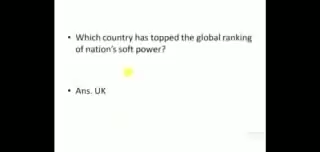 • Which country has topped the global ranking
of nation's soft power?
• Ans. UK